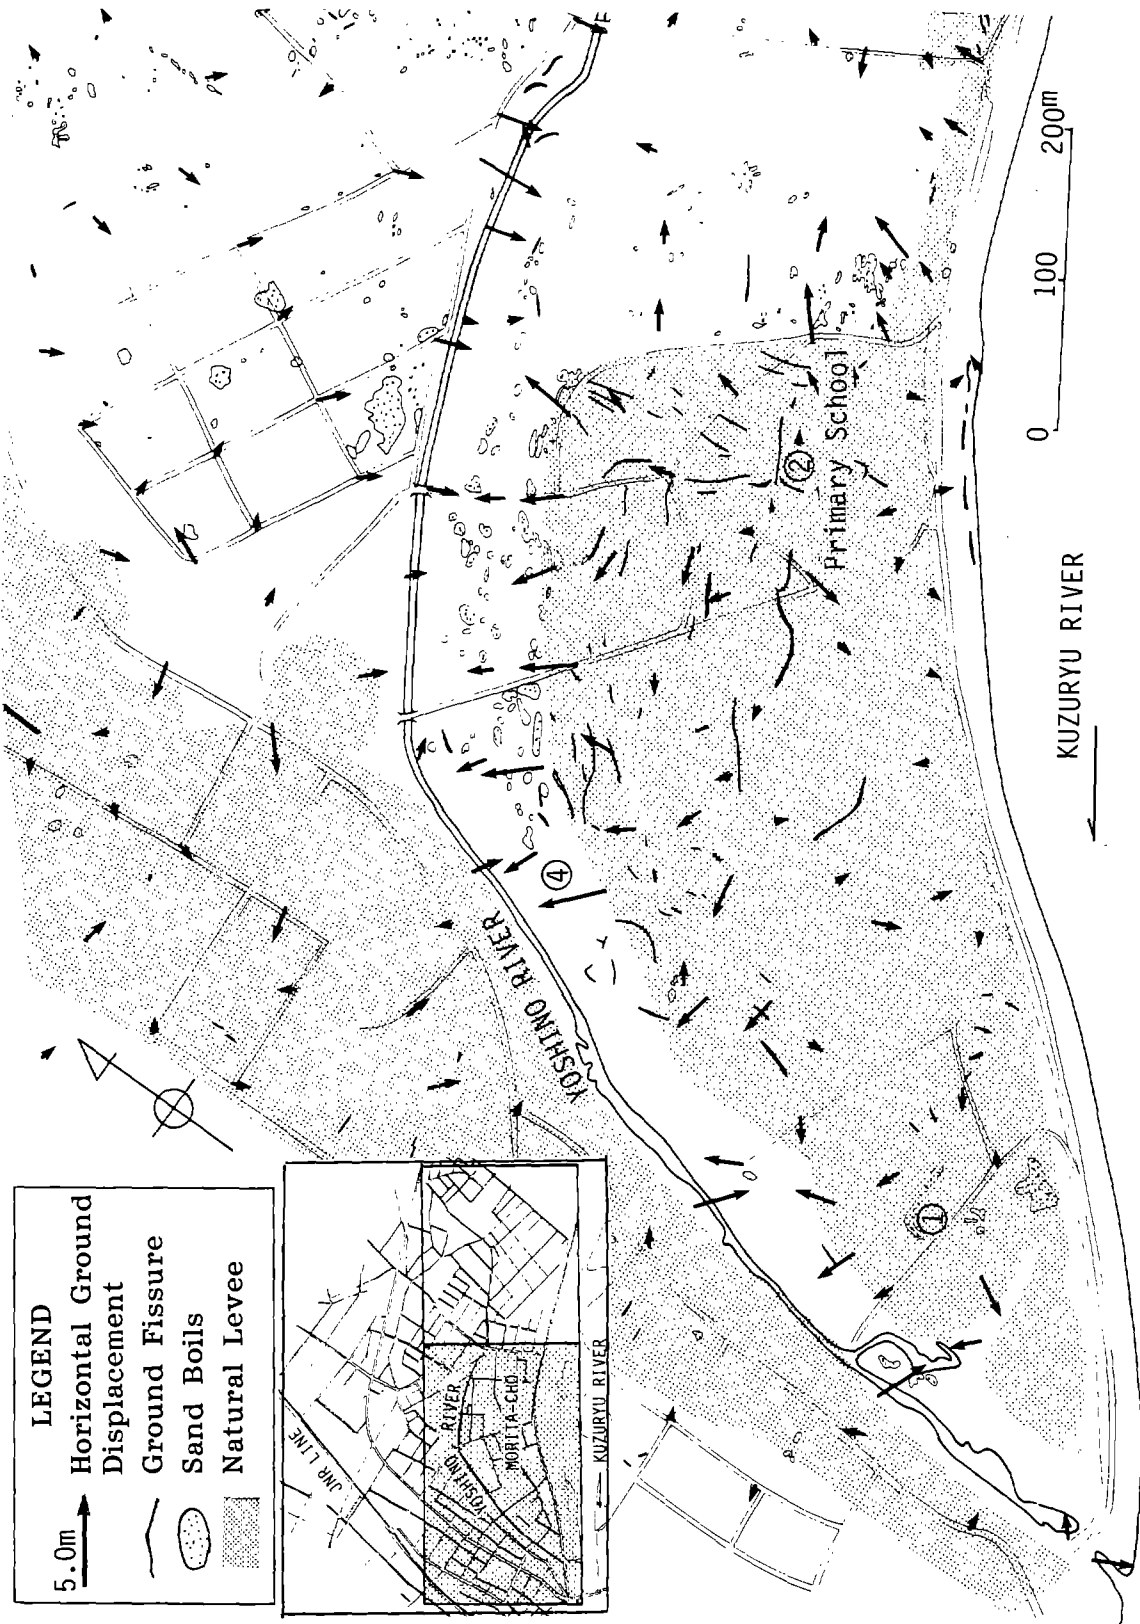 LEGEND
5.0m
Horizontal Ground
Displacement
Ground Fissure
Sand Boils
Natural Levee
JNR LINE
YOSHINO RIVER
MORITA-CHO
KUZURYU RIVER
YOSHINO RIVER
①
④
②
Primary School
KUZURYU RIVER
0 100 200m